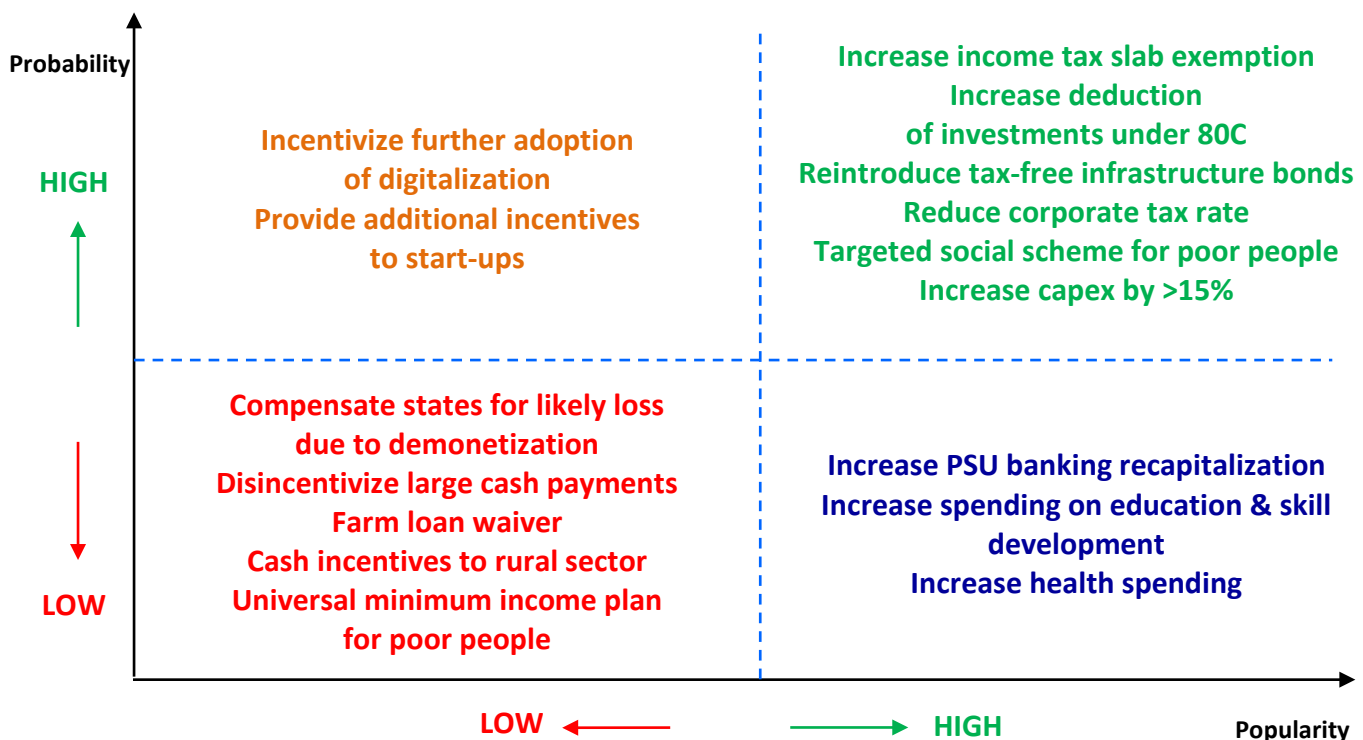 Probability
HIGH
LOW
Incentivize further adoption
of digitalization
Provide additional incentives
to start-ups
Increase income tax slab exemption
Increase deduction
of investments under 80C
Reintroduce tax-free infrastructure bonds
Reduce corporate tax rate
Targeted social scheme for poor people
Increase capex by >15%
Compensate states for likely loss
due to demonetization
Disincentivize large cash payments
Farm loan waiver
Cash incentives to rural sector
Universal minimum income plan
for poor people
Increase PSU banking recapitalization
Increase spending on education & skill
development
Increase health spending
LOW
HIGH
Popularity